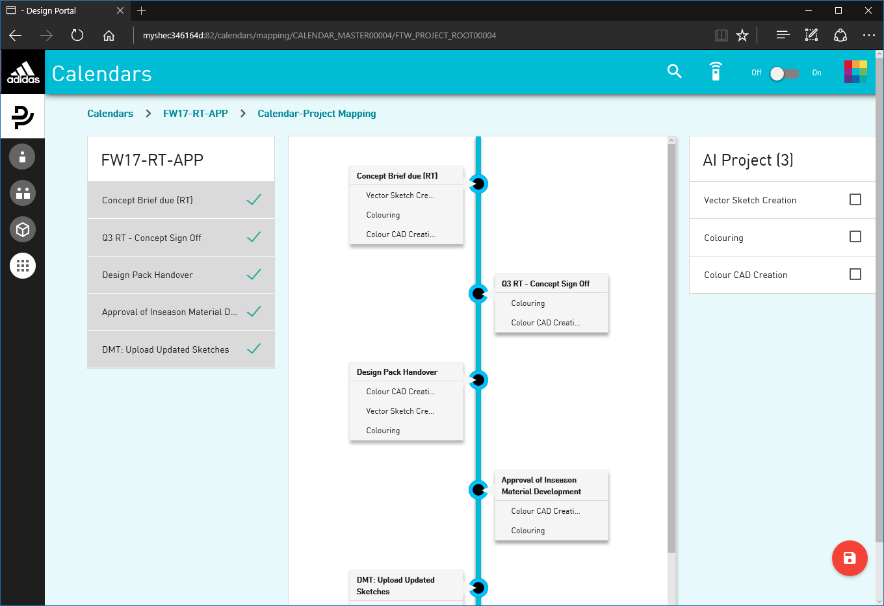 - Design Portal
myshec346164d:82/calendars/mapping/CALENDAR_MASTER00004/FTW_PROJECT_ROOT00004
adidas
Calendars
Off
On
Calendars > FW17-RT-APP > Calendar-Project Mapping
FW17-RT-APP
Concept Brief due (RT)
Q3 RT - Concept Sign Off
Design Pack Handover
Approval of Inseason Material D...
DMT: Upload Updated Sketches
Concept Brief due (RT)
Vector Sketch Cre...
Colouring
Colour CAD Creati...
Q3 RT - Concept Sign Off
Colouring
Colour CAD Creati...
Design Pack Handover
Colour CAD Creati...
Vector Sketch Cre...
Colouring
Approval of Inseason
Material Development
Colour CAD Creati...
Colouring
DMT: Upload Updated
Sketches
AI Project (3)
Vector Sketch Creation
Colouring
Colour CAD Creation